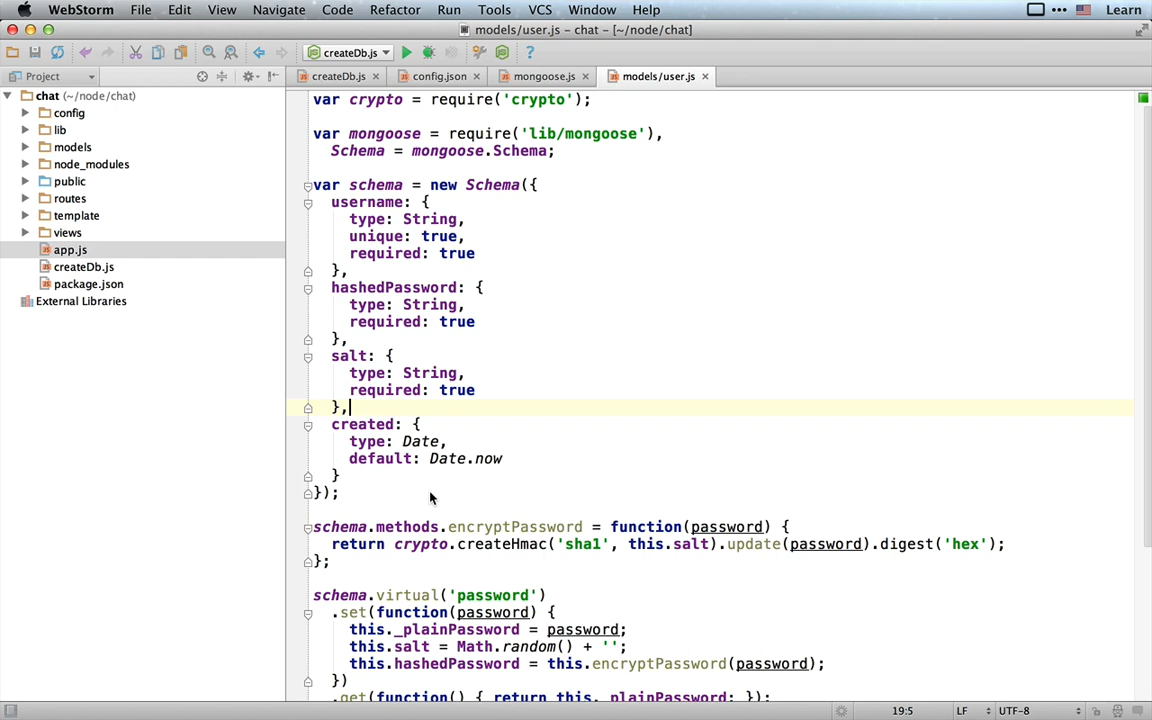 WebStorm File Edit View Navigate Code Refactor Run Tools VCS Window Help Learn
models/user.js – chat – [~/node/chat]
createDb.js
Project
createDb.js config.json mongoose.js models/user.js
chat (~/node/chat)
config
lib
models
node_modules
public
routes
template
views
app.js
createDb.js
package.json
External Libraries
var crypto = require('crypto');
var mongoose = require('lib/mongoose'),
Schema = mongoose.Schema;
var schema = new Schema({
username: {
type: String,
unique: true,
required: true
},
hashedPassword: {
type: String,
required: true
},
salt: {
type: String,
required: true
},
created: {
type: Date,
default: Date.now
}
});
schema.methods.encryptPassword = function(password) {
return crypto.createHmac('sha1', this.salt).update(password).digest('hex');
};
schema.virtual('password')
.set(function(password) {
this._plainPassword = password;
this.salt = Math.random() + '';
this.hashedPassword = this.encryptPassword(password);
})
.get(function() { return this._plainPassword; });
19:5 LF UTF-8